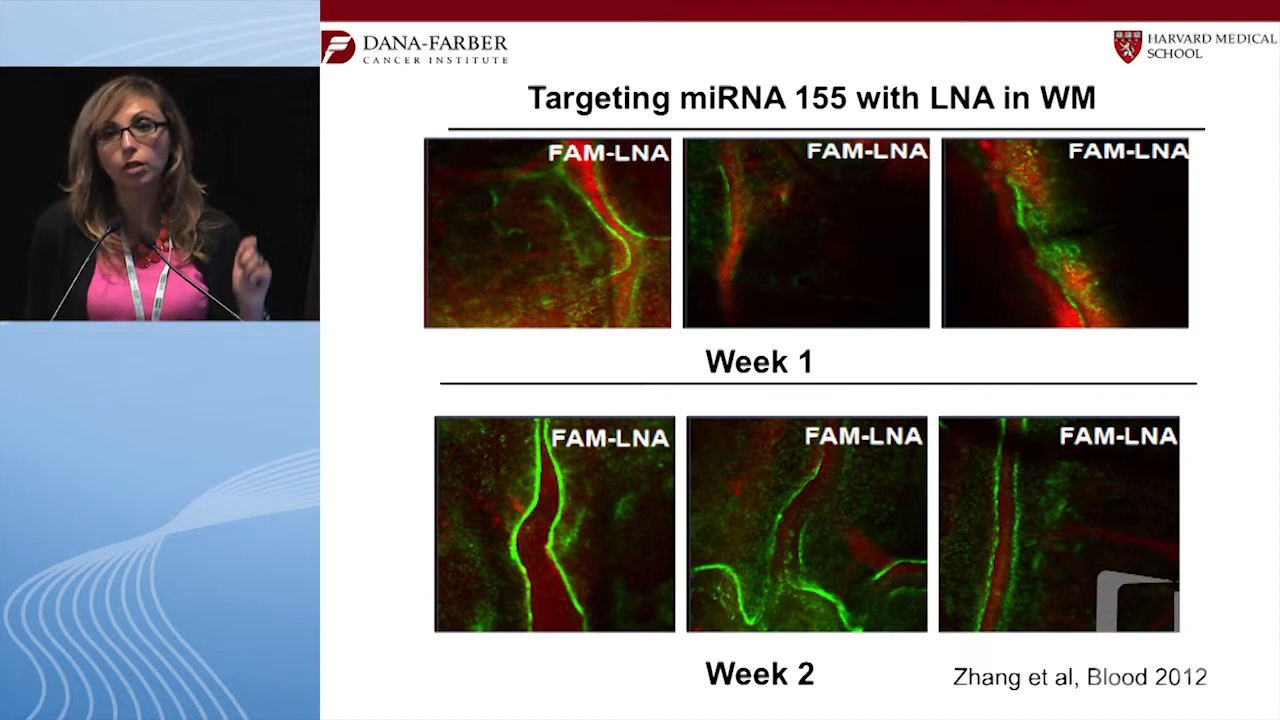 DANA-FARBER
CANCER INSTITUTE
HARVARD MEDICAL
SCHOOL
Targeting miRNA 155 with LNA in WM
FAM-LNA
FAM-LNA
FAM-LNA
Week 1
FAM-LNA
FAM-LNA
FAM-LNA
Week 2
Zhang et al, Blood 2012